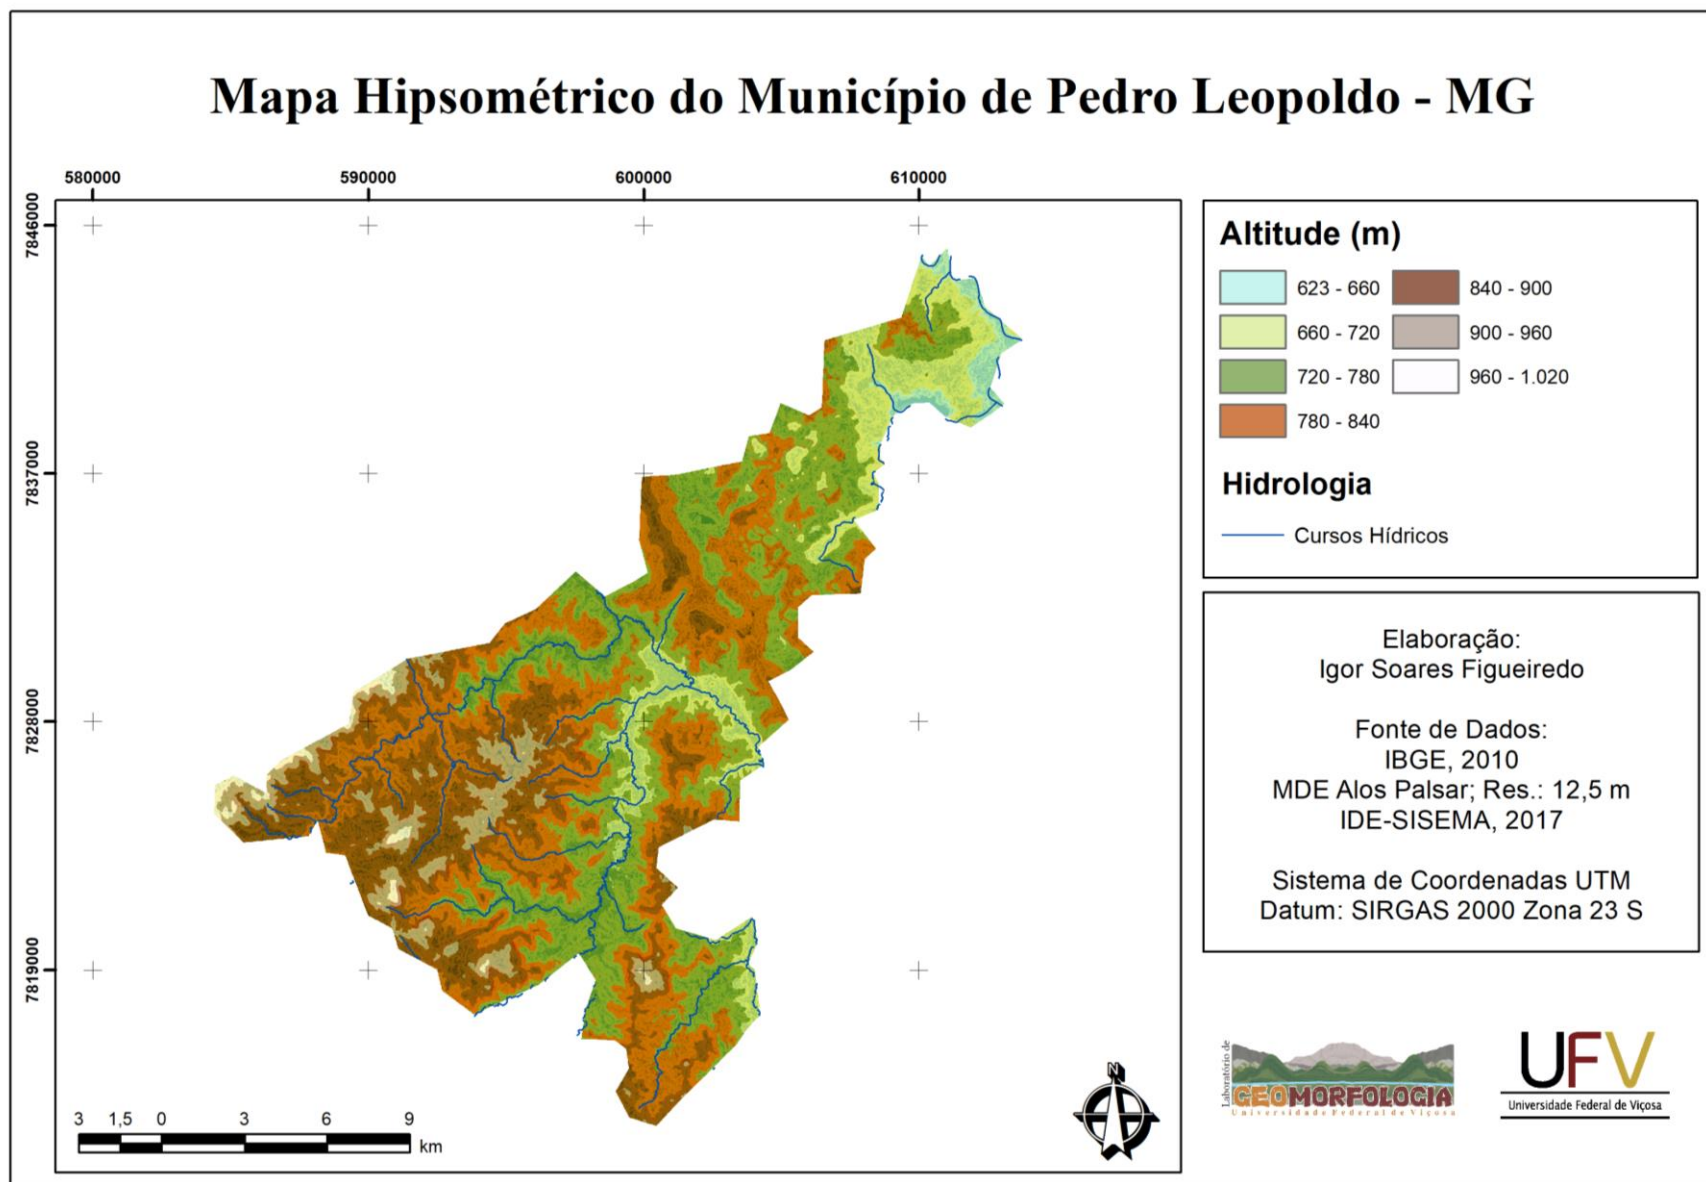 Mapa Hipsométrico do Município de Pedro Leopoldo - MG
580000 590000 600000 610000
7846000
7837000
7828000
7819000
Altitude (m)
623 - 660 840 - 900
660 - 720 900 - 960
720 - 780 960 - 1.020
780 - 840
Hidrologia
Cursos Hídricos
Elaboração:
Igor Soares Figueiredo
Fonte de Dados:
IBGE, 2010
MDE Alos Palsar; Res.: 12,5 m
IDE-SISEMA, 2017
Sistema de Coordenadas UTM
Datum: SIRGAS 2000 Zona 23 S
N
3 1,5 0 3 6 9
km
Laboratório de
GEOMORFOLOGIA
Universidade Federal de Viçosa
UFV
Universidade Federal de Viçosa